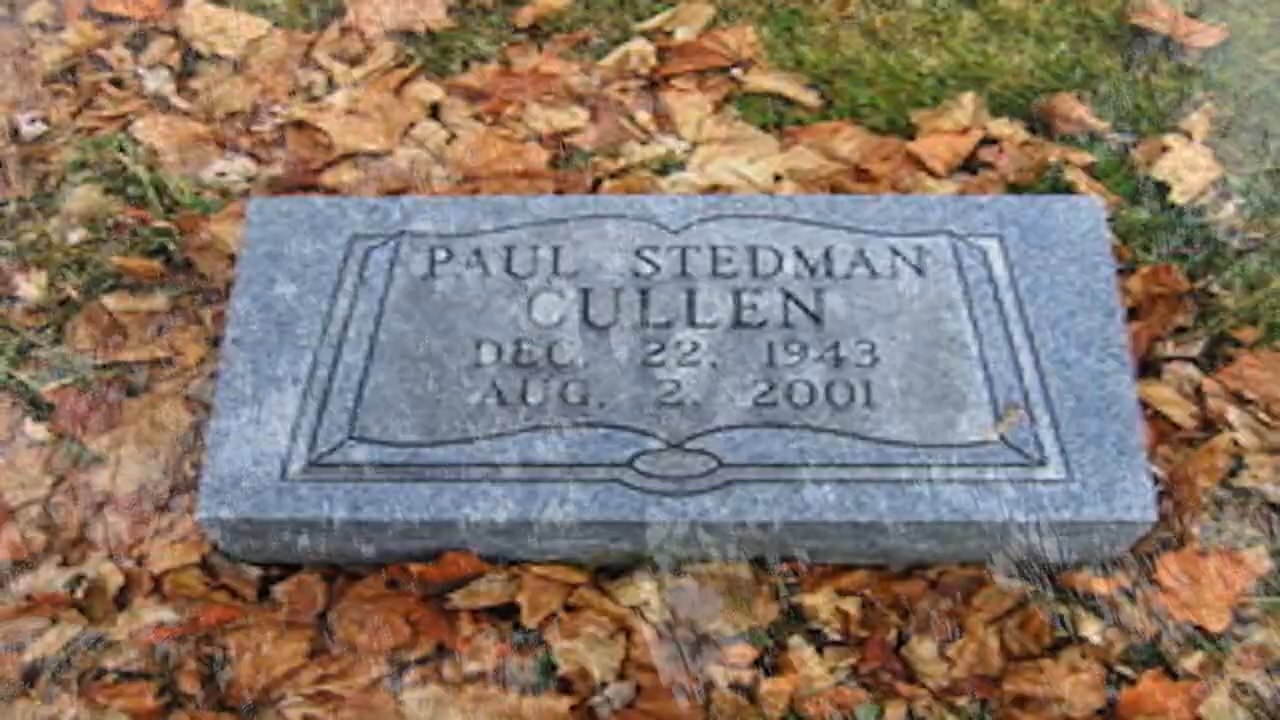 PAUL STEDMAN
CULLEN
DEC. 22, 1943
AUG. 2, 2001